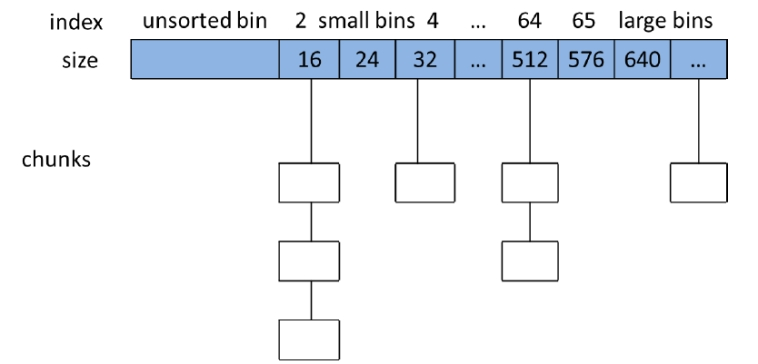 index unsorted bin 2 small bins 4 ... 64 65 large bins
size 16 24 32 ... 512 576 640 ...
chunks